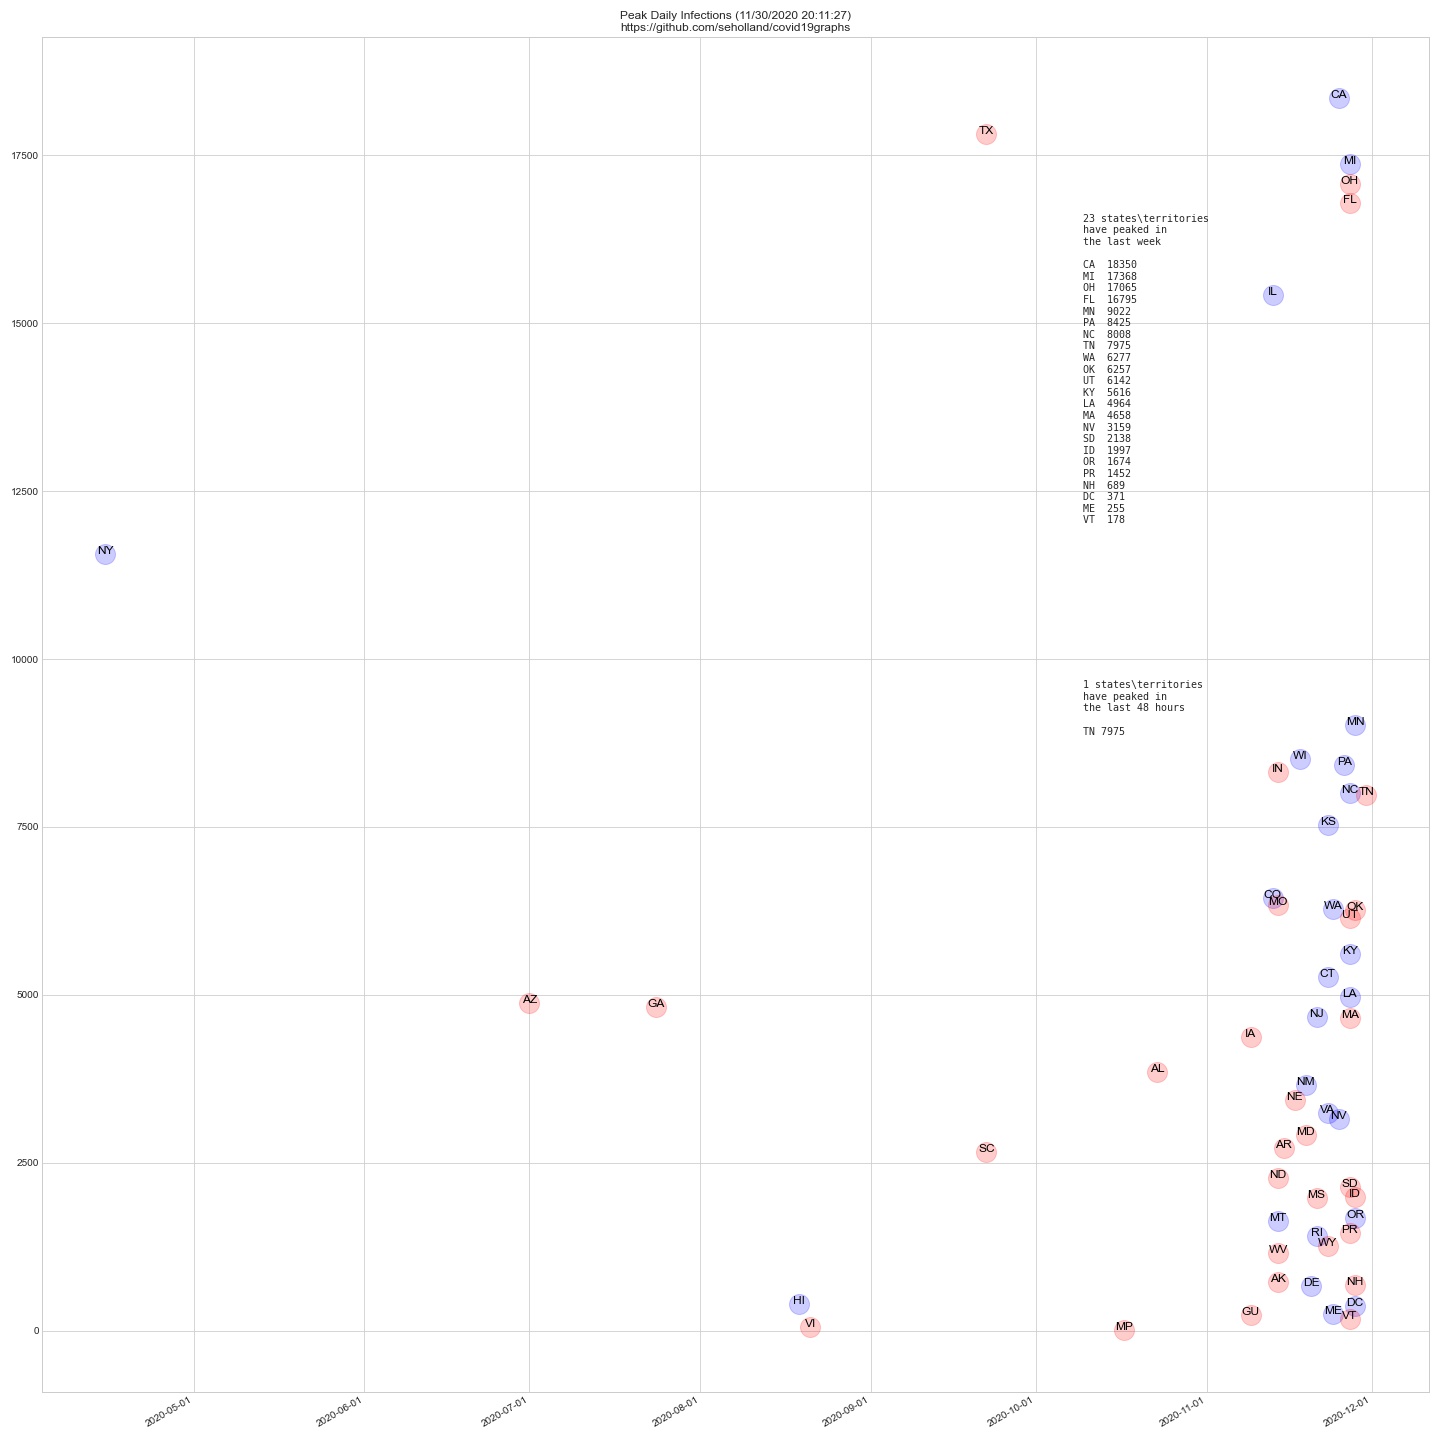 Peak Daily Infections (11/30/2020 20:11:27)
https://github.com/seholland/covid19graphs
CA
TX
17500
MI
OH
FL
23 states\territories
have peaked in
the last week
CA 18350
MI 17368
OH 17065
FL 16795
MN 9022
PA 8425
NC 8008
TN 7975
WA 6277
OK 6257
UT 6142
KY 5616
LA 4964
MA 4658
NV 3159
SD 2138
ID 1997
OR 1674
PR 1452
NH 689
DC 371
ME 255
VT 178
IL
15000
12500
NY
10000
1 states\territories
have peaked in
the last 48 hours
TN 7975
MN
WI
PA
IN
NC
TN
7500
KS
CO
MO
WA
OK
UT
KY
CT
5000
AZ
GA
LA
NJ
MA
IA
AL
NM
NE
VA
NV
MD
AR
SC
2500
ND
SD
MS
ID
MT
OR
RI
PR
WY
WV
AK
DE
NH
HI
DC
GU
ME
VT
VI
MP
0
2020-05-01
2020-06-01
2020-07-01
2020-08-01
2020-09-01
2020-10-01
2020-11-01
2020-12-01